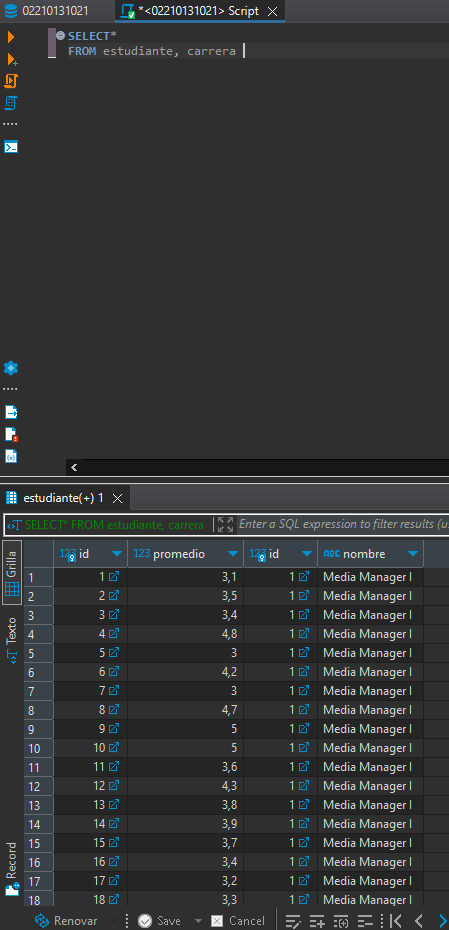 02210131021 *<02210131021> Script
SELECT*
FROM estudiante, carrera
estudiante(+) 1
SELECT* FROM estudiante, carrera Enter a SQL expression to filter results (u
Grilla
Texto
Record
123 id 123 promedio 123 id ABC nombre
1 1 3,1 1 Media Manager I
2 2 3,5 1 Media Manager I
3 3 3,4 1 Media Manager I
4 4 4,8 1 Media Manager I
5 5 3 1 Media Manager I
6 6 4,2 1 Media Manager I
7 7 3 1 Media Manager I
8 8 4,7 1 Media Manager I
9 9 5 1 Media Manager I
10 10 5 1 Media Manager I
11 11 3,6 1 Media Manager I
12 12 4,3 1 Media Manager I
13 13 3,8 1 Media Manager I
14 14 3,9 1 Media Manager I
15 15 3,7 1 Media Manager I
16 16 3,4 1 Media Manager I
17 17 3,2 1 Media Manager I
18 18 3,3 1 Media Manager I
Renovar Save Cancel